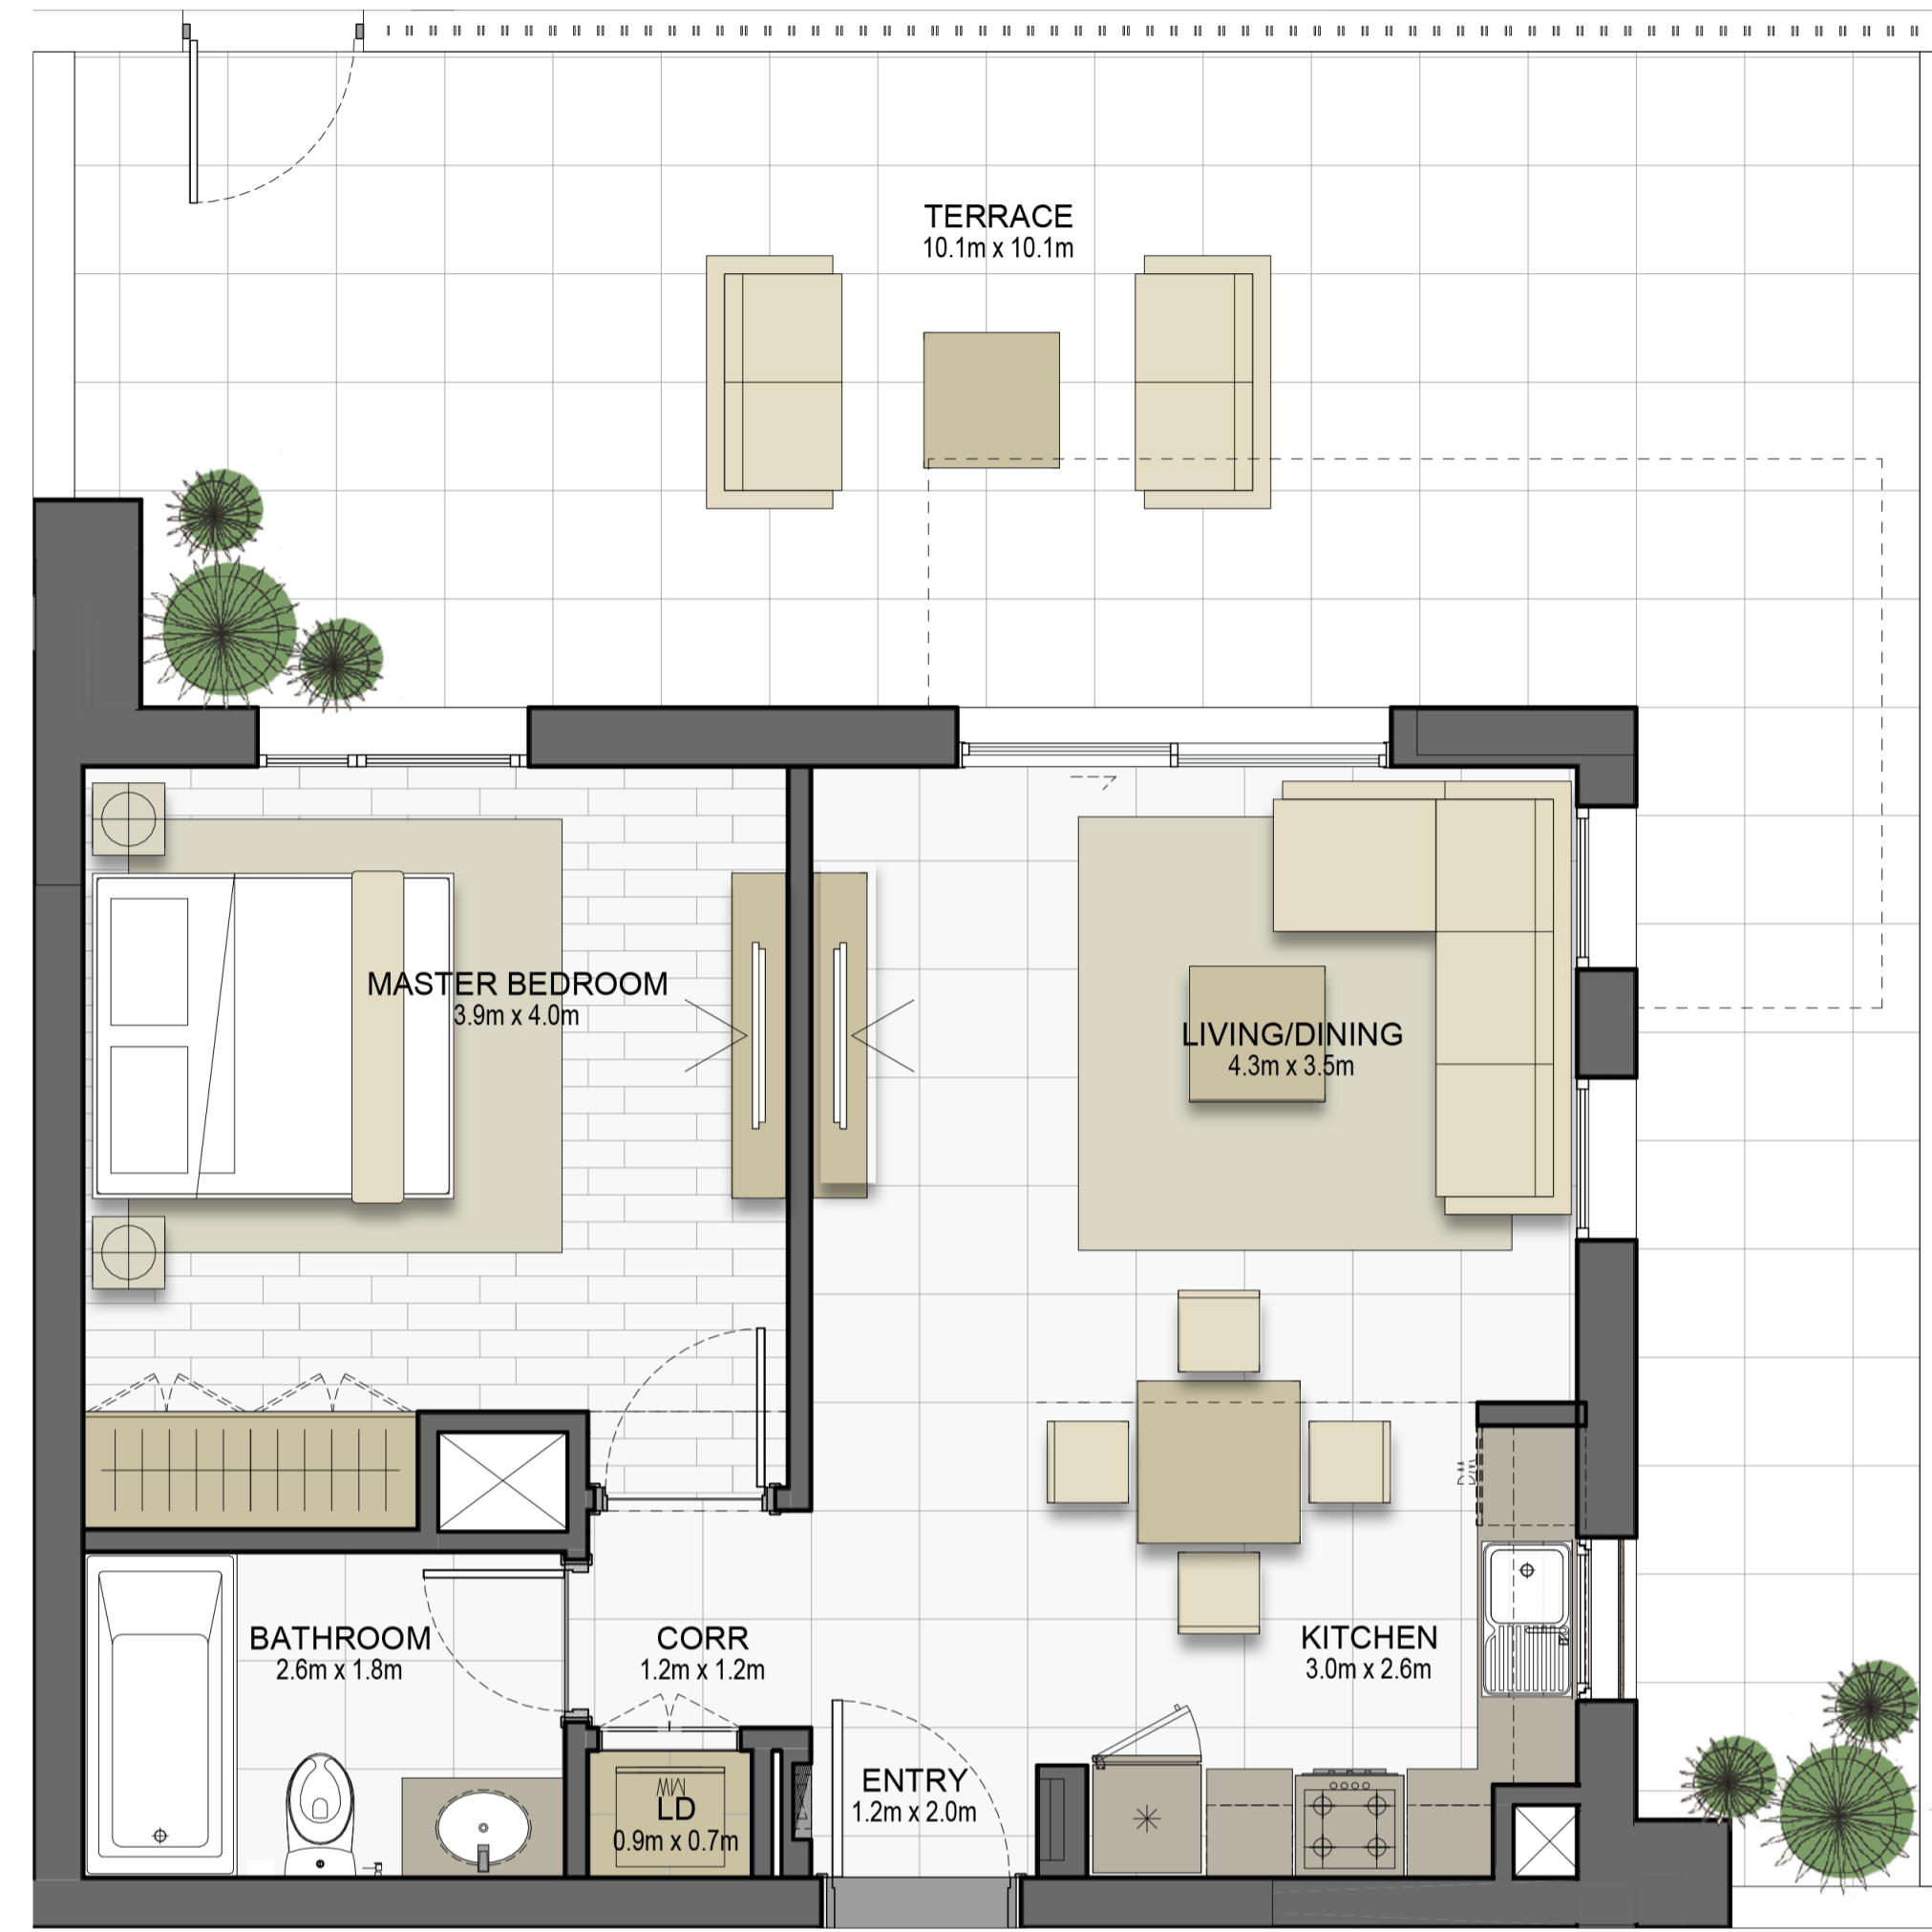 TERRACE
10.1m x 10.1m
MASTER BEDROOM
3.9m x 4.0m
LIVING/DINING
4.3m x 3.5m
DW
BATHROOM
2.6m x 1.8m
CORR
1.2m x 1.2m
KITCHEN
3.0m x 2.6m
ENTRY
1.2m x 2.0m
MW
LD
0.9m x 0.7m